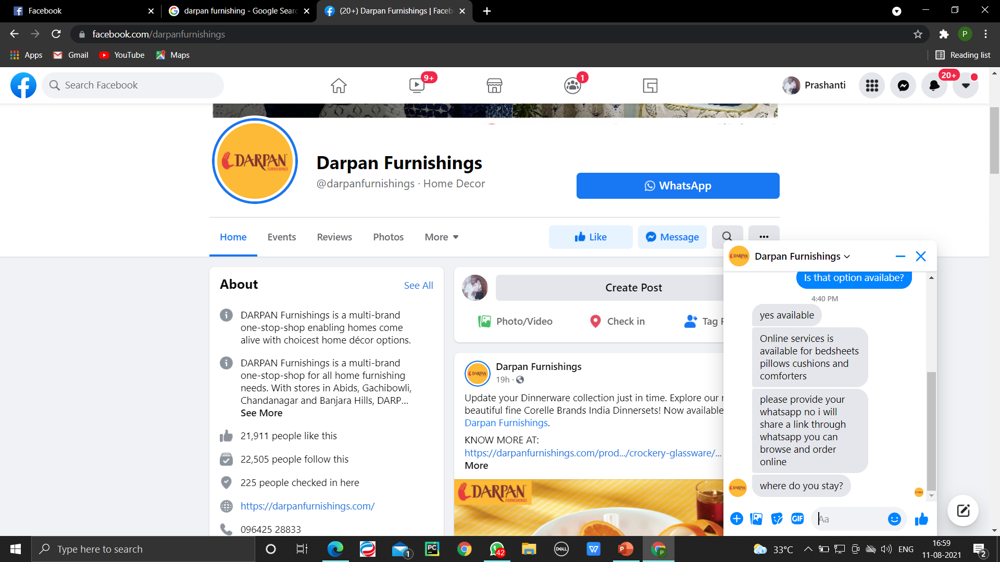 Facebook
darpan furnishing - Google Searc
(20+) Darpan Furnishings | Faceb
facebook.com/darpanfurnishings
P
Apps
Gmail
YouTube
Maps
Reading list
Search Facebook
9+
1
Prashanti
20+
DARPAN
FURNISHINGS
Darpan Furnishings
@darpanfurnishings · Home Decor
WhatsApp
Home
Events
Reviews
Photos
More
Like
Message
About
See All
DARPAN Furnishings is a multi-brand
one-stop-shop enabling homes come
alive with choicest home décor options.
DARPAN Furnishings is a multi-brand
one-stop-shop for all home furnishing
needs. With stores in Abids, Gachibowli,
Chandanagar and Banjara Hills, DARP...
See More
21,911 people like this
22,505 people follow this
225 people checked in here
https://darpanfurnishings.com/
096425 28833
Create Post
Photo/Video
Check in
Tag
DARPAN
Darpan Furnishings
19h ·
Update your Dinnerware collection just in time. Explore our
beautiful fine Corelle Brands India Dinnersets! Now available
Darpan Furnishings.
KNOW MORE AT:
https://darpanfurnishings.com/prod.../crockery-glassware/...
More
DARPAN
FURNISHINGS
DARPAN
Darpan Furnishings
Is that option availabe?
4:40 PM
yes available
Online services is
available for bedsheets
pillows cushions and
comforters
please provide your
whatsapp no i will
share a link through
whatsapp you can
browse and order
online
DARPAN
where do you stay?
GIF
Aa
Type here to search
1
PC
42
DELL
W
P
P
33°C
ENG
16:59
11-08-2021
2